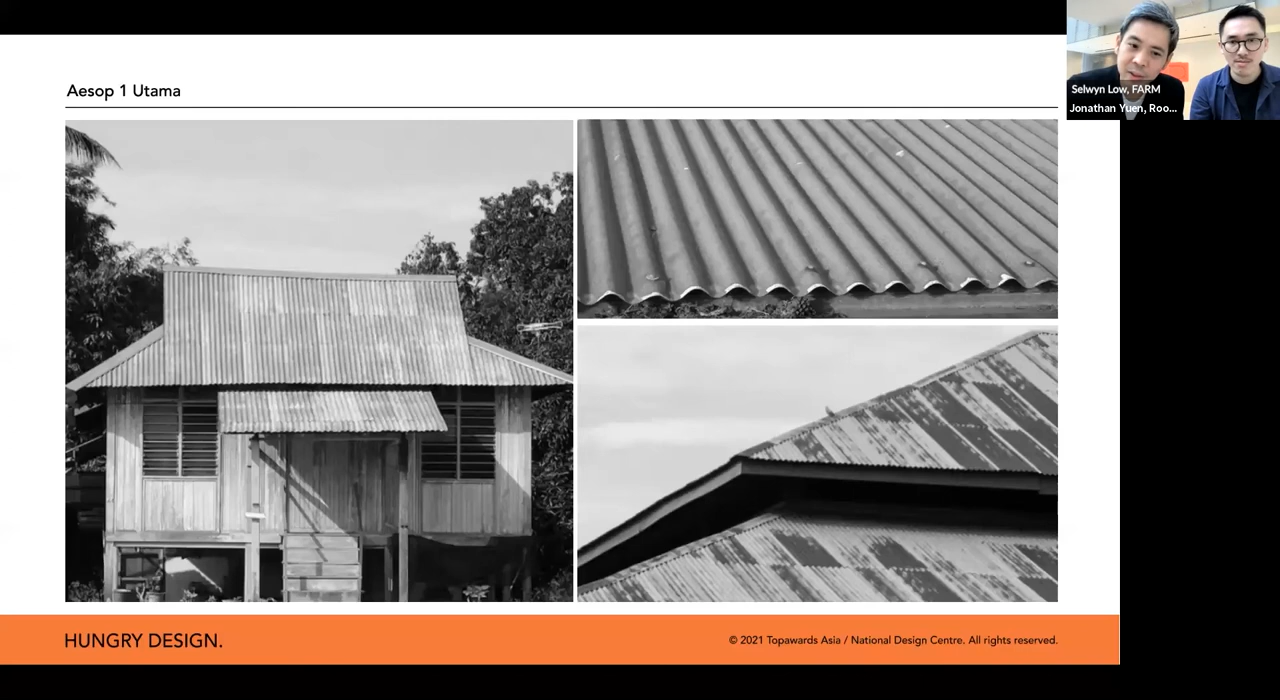 Aesop 1 Utama
Selwyn Low, FARM
Jonathan Yuen, Roo...
HUNGRY DESIGN.
© 2021 Topawards Asia / National Design Centre. All rights reserved.